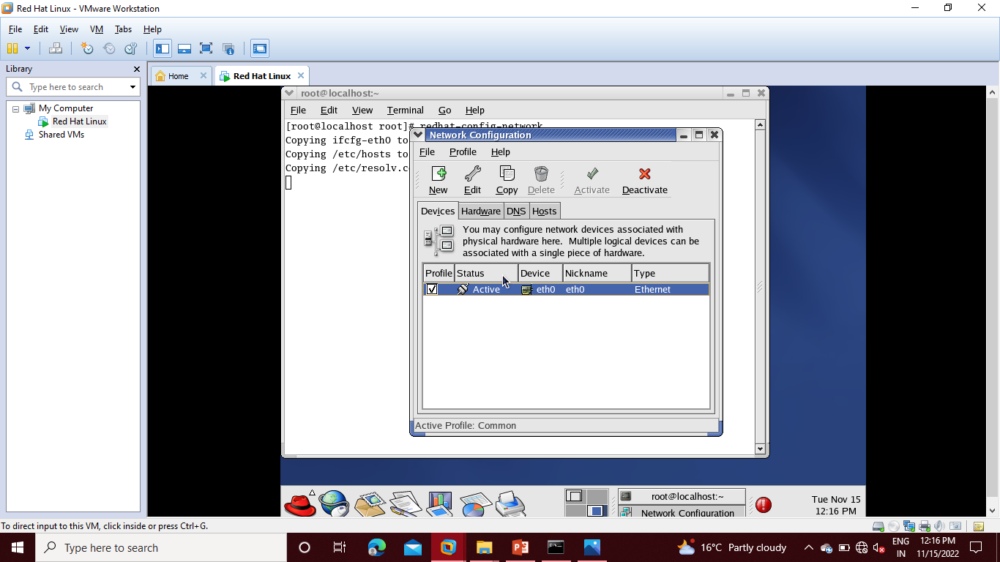 Red Hat Linux - VMware Workstation
File Edit View VM Tabs Help
Library
Type here to search
My Computer
Red Hat Linux
Shared VMs
Home
Red Hat Linux
root@localhost:~
File Edit View Terminal Go Help
[root@localhost root]# redhat-config-network
Copying ifcfg-eth0 to
Copying /etc/hosts to
Copying /etc/resolv.c
Network Configuration
File Profile Help
New Edit Copy Delete Activate Deactivate
Devices Hardware DNS Hosts
You may configure network devices associated with
physical hardware here. Multiple logical devices can be
associated with a single piece of hardware.
Profile Status Device Nickname Type
Active eth0 eth0 Ethernet
Active Profile: Common
root@localhost:~
Network Configuration
Tue Nov 15
12:16 PM
To direct input to this VM, click inside or press Ctrl+G.
Type here to search
16°C Partly cloudy
ENG
IN
12:16 PM
11/15/2022